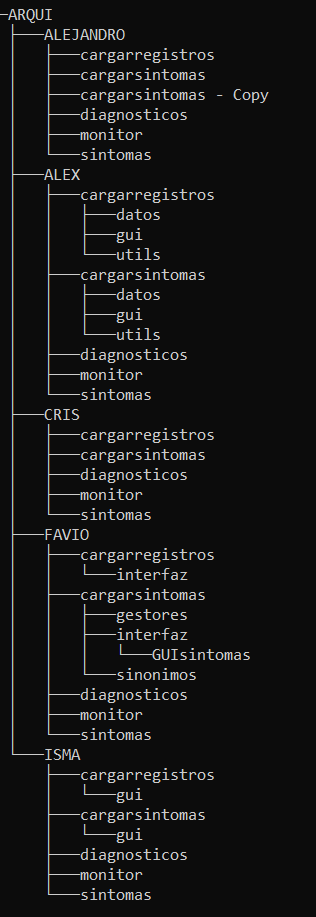 ARQUI
ALEJANDRO
cargarregistros
cargarsintomas
cargarsintomas - Copy
diagnosticos
monitor
sintomas
ALEX
cargarregistros
datos
gui
utils
cargarsintomas
datos
gui
utils
diagnosticos
monitor
sintomas
CRIS
cargarregistros
cargarsintomas
diagnosticos
monitor
sintomas
FAVIO
cargarregistros
interfaz
cargarsintomas
gestores
interfaz
GUIsintomas
sinonimos
diagnosticos
monitor
sintomas
ISMA
cargarregistros
gui
cargarsintomas
gui
diagnosticos
monitor
sintomas